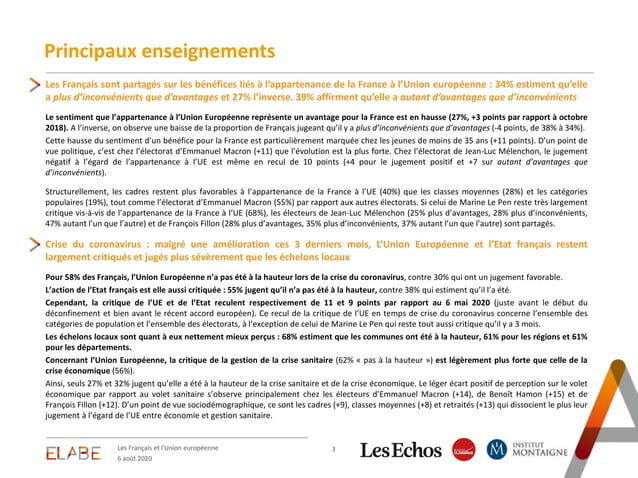 Principaux enseignements
Les Français sont partagés sur les bénéfices liés à l'appartenance de la France à l'Union européenne : 34% estiment qu'elle
a plus d'inconvénients que d'avantages et 27% l'inverse. 39% affirment qu'elle a autant d'avantages que d'inconvénients
Le sentiment que l'appartenance à l'Union Européenne représente un avantage pour la France est en hausse (27%, +3 points par rapport à octobre
2018). A l'inverse, on observe une baisse de la proportion de Français jugeant qu'il y a plus d'inconvénients que d'avantages (-4 points, de 38% à 34%).
Cette hausse du sentiment d'un bénéfice pour la France est particulièrement marquée chez les jeunes de moins de 35 ans (+11 points). D'un point de
vue politique, c'est chez l'électorat d'Emmanuel Macron (+11) que l'évolution est la plus forte. Chez l'électorat de Jean-Luc Mélenchon, le jugement
négatif à l'égard de l'appartenance à l'UE est même en recul de 10 points (+4 pour le jugement positif et +7 sur autant d'avantages que
d'inconvénients).
Structurellement, les cadres restent plus favorables à l'appartenance de la France à l'UE (40%) que les classes moyennes (28%) et les catégories
populaires (19%), tout comme l'électorat d'Emmanuel Macron (55%) par rapport aux autres électorats. Si celui de Marine Le Pen reste très largement
critique vis-à-vis de l'appartenance de la France à l'UE (68%), les électeurs de Jean-Luc Mélenchon (25% plus d'avantages, 28% plus d'inconvénients,
47% autant l'un que l'autre) et de François Fillon (28% plus d'avantages, 35% plus d'inconvénients, 37% autant l'un que l'autre) sont partagés.
Crise du coronavirus : malgré une amélioration ces 3 derniers mois, L'Union Européenne et l'Etat français restent
largement critiqués et jugés plus sévèrement que les échelons locaux
Pour 58% des Français, l'Union Européenne n'a pas été à la hauteur lors de la crise du coronavirus, contre 30% qui ont un jugement favorable.
L'action de l'Etat français est elle aussi critiquée : 55% jugent qu'il n'a pas été à la hauteur, contre 38% qui estiment qu'il l'a été.
Cependant, la critique de l'UE et de l'Etat reculent respectivement de 11 et 9 points par rapport au 6 mai 2020 (juste avant le début du
déconfinement et bien avant le récent accord européen). Ce recul de la critique de l'UE en temps de crise du coronavirus concerne l'ensemble des
catégories de population et l'ensemble des électorats, à l'exception de celui de Marine Le Pen qui reste tout aussi critique qu'il y a 3 mois.
Les échelons locaux sont quant à eux nettement mieux perçus : 68% estiment que les communes ont été à la hauteur, 61% pour les régions et 61%
pour les départements.
Concernant l'Union Européenne, la critique de la gestion de la crise sanitaire (62% « pas à la hauteur ») est légèrement plus forte que celle de la
crise économique (56%).
Ainsi, seuls 27% et 32% jugent qu'elle a été à la hauteur de la crise sanitaire et de la crise économique. Le léger écart positif de perception sur le volet
économique par rapport au volet sanitaire s'observe principalement chez les électeurs d'Emmanuel Macron (+14), de Benoît Hamon (+15) et de
François Fillon (+12). D'un point de vue sociodémographique, ce sont les cadres (+9), classes moyennes (+8) et retraités (+13) qui dissocient le plus leur
jugement à l'égard de l'UE entre économie et gestion sanitaire.
ELABE
Les Français et l'Union européenne
6 août 2020
3
Les Echos
INSTITUT
MONTAIGNE